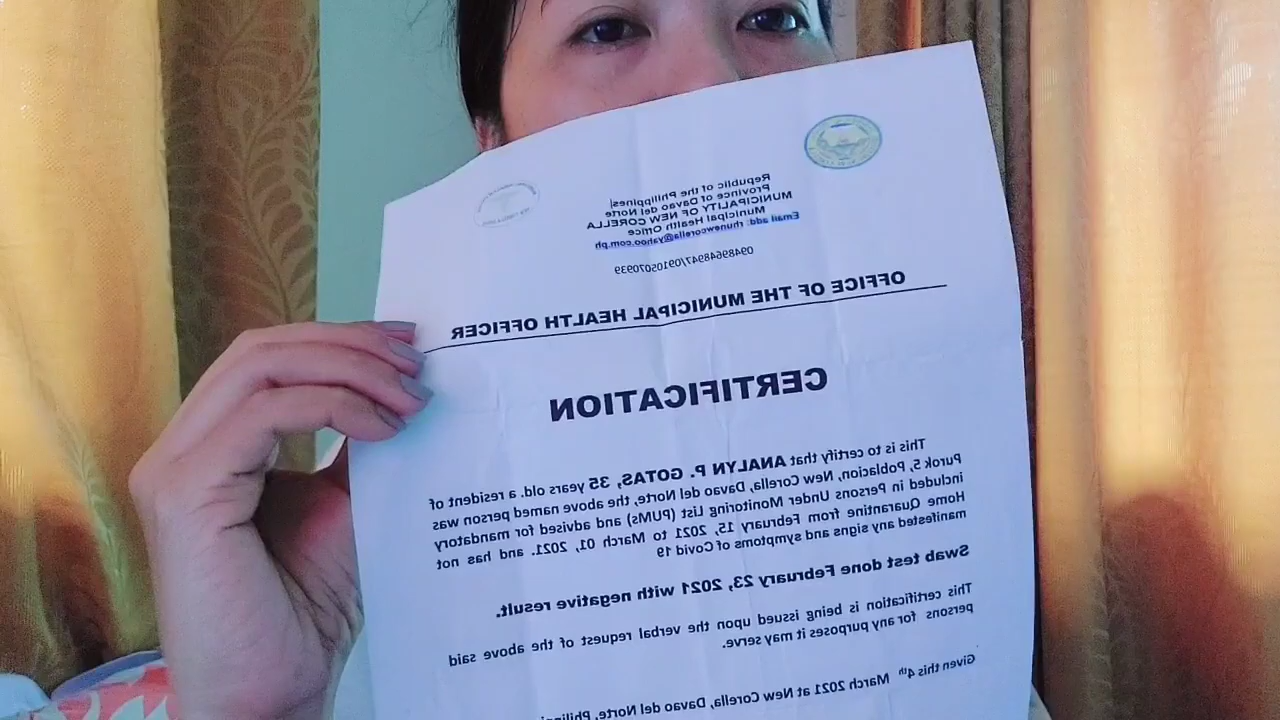 Republic of the Philippines
Province of Davao del Norte
MUNICIPALITY OF NEW CORELLA
Municipal Health Office
Email add: rhunewcorella@yahoo.com.ph
09489648947/09105070939
OFFICE OF THE MUNICIPAL HEALTH OFFICER
CERTIFICATION
This is to certify that ANALYN P. GOTAS, 35 years old. a resident of
Purok 5, Poblacion, New Corella, Davao del Norte, the above named person was
included in Persons Under Monitoring List (PUMs) and advised for mandatory
Home Quarantine from February 15, 2021 to March 01, 2021. and has not
manifested any signs and symptoms of Covid 19
Swab test done February 23, 2021 with negative result.
This certification is being issued upon the verbal request of the above said
persons for any purposes it may serve.
Given this 4th March 2021 at New Corella, Davao del Norte, Philippi